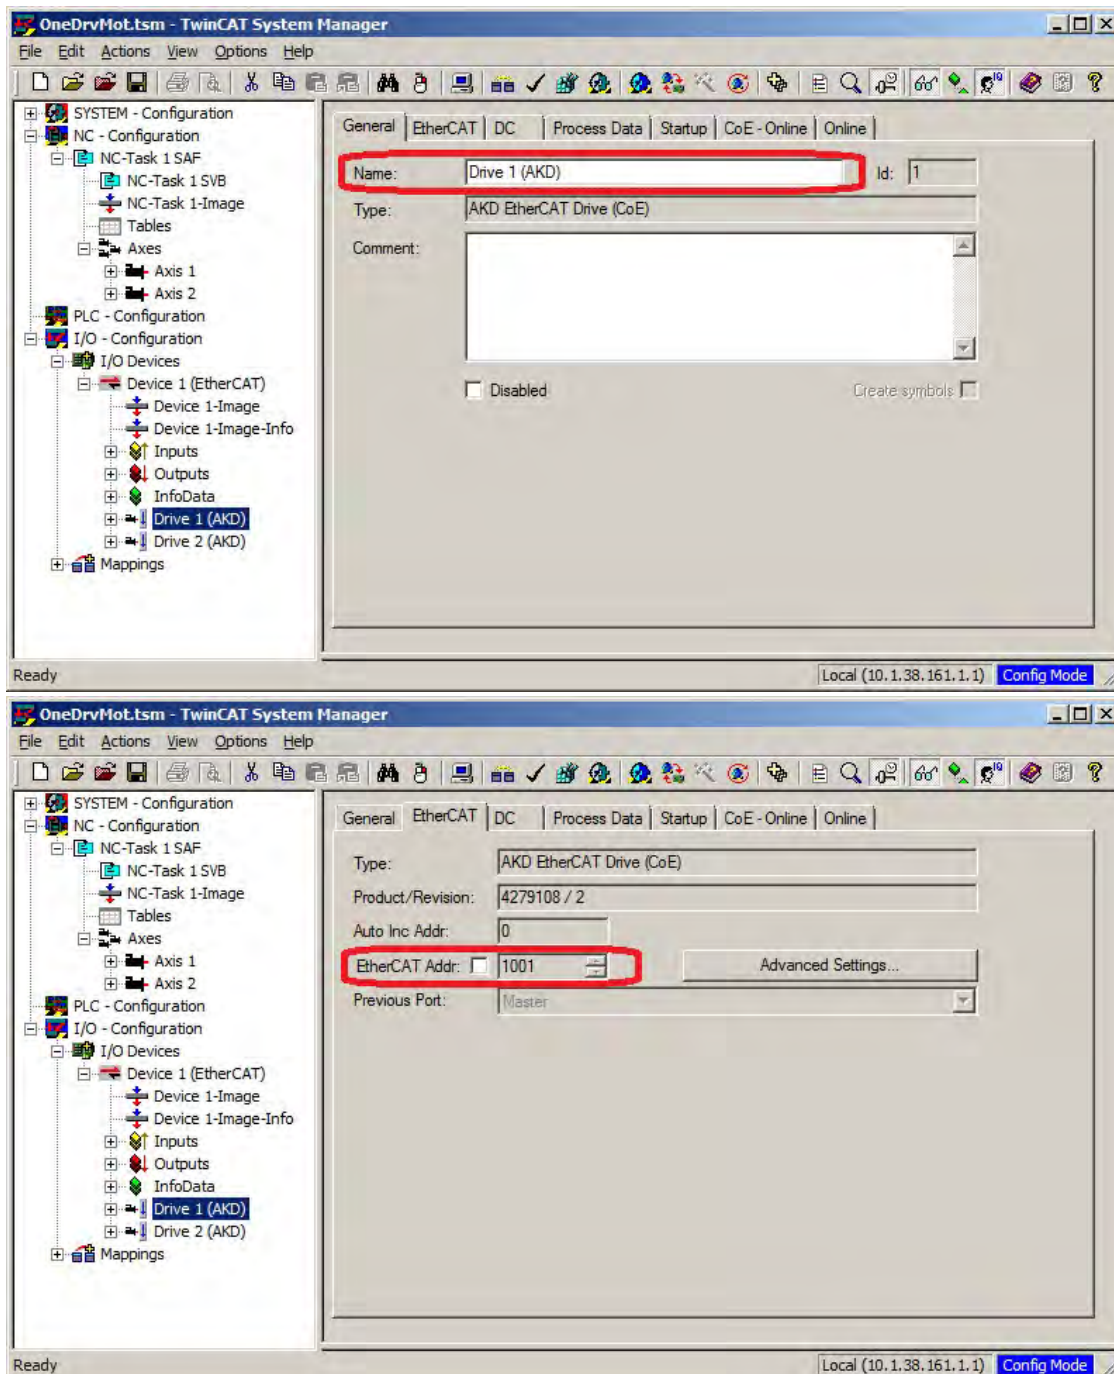 OneDrvMot.tsm - TwinCAT System Manager
File Edit Actions View Options Help
SYSTEM - Configuration
NC - Configuration
NC-Task 1 SAF
NC-Task 1 SVB
NC-Task 1-Image
Tables
Axes
Axis 1
Axis 2
PLC - Configuration
I/O - Configuration
I/O Devices
Device 1 (EtherCAT)
Device 1-Image
Device 1-Image-Info
Inputs
Outputs
InfoData
Drive 1 (AKD)
Drive 2 (AKD)
Mappings
General EtherCAT DC Process Data Startup CoE - Online Online
Name: Drive 1 (AKD) Id: 1
Type: AKD EtherCAT Drive (CoE)
Comment:
Disabled Create symbols
Ready Local (10.1.38.161.1.1) Config Mode
OneDrvMot.tsm - TwinCAT System Manager
File Edit Actions View Options Help
SYSTEM - Configuration
NC - Configuration
NC-Task 1 SAF
NC-Task 1 SVB
NC-Task 1-Image
Tables
Axes
Axis 1
Axis 2
PLC - Configuration
I/O - Configuration
I/O Devices
Device 1 (EtherCAT)
Device 1-Image
Device 1-Image-Info
Inputs
Outputs
InfoData
Drive 1 (AKD)
Drive 2 (AKD)
Mappings
General EtherCAT DC Process Data Startup CoE - Online Online
Type: AKD EtherCAT Drive (CoE)
Product/Revision: 4279108 / 2
Auto Inc Addr: 0
EtherCAT Addr: 1001 Advanced Settings...
Previous Port: Master
Ready Local (10.1.38.161.1.1) Config Mode